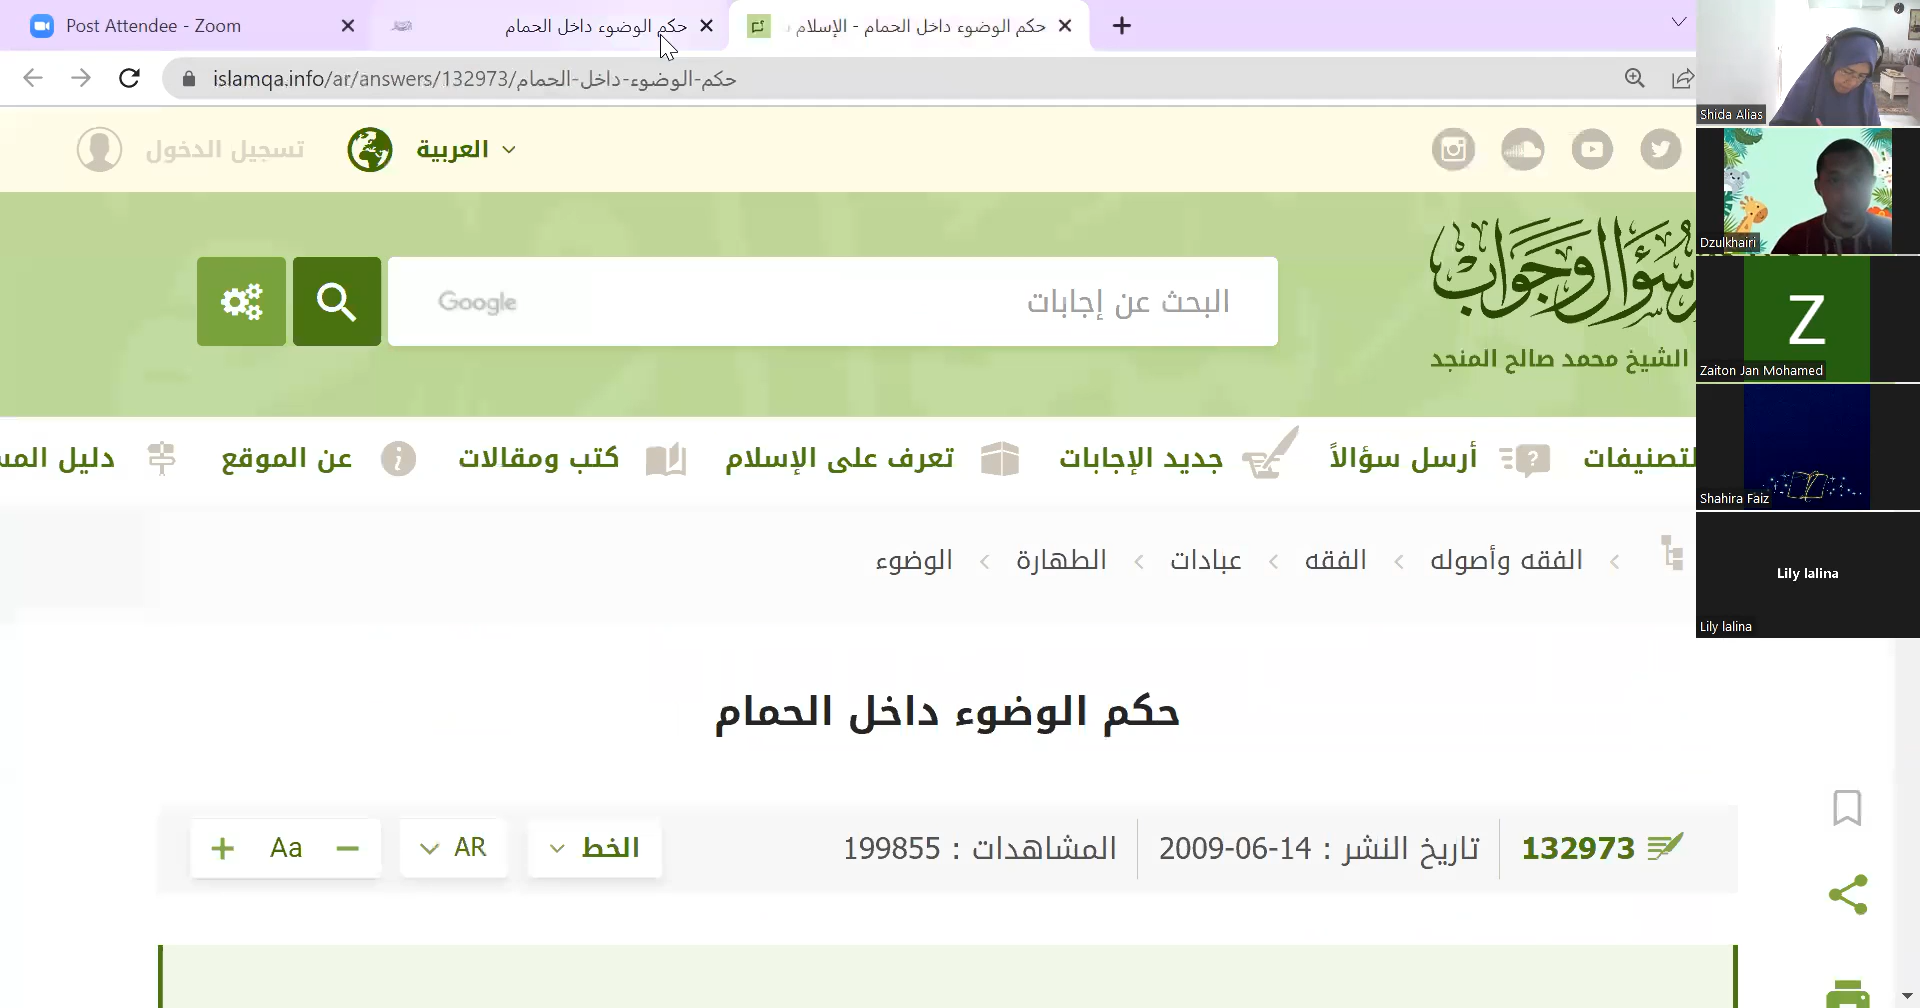 Post Attendee - Zoom
حكم الوضوء داخل الحمام
حكم الوضوء داخل الحمام - الإسلام
islamqa.info/ar/answers/132973/حكم-الوضوء-داخل-الحمام
تسجيل الدخول
العربية
سؤال وجواب
الشيخ محمد صالح المنجد
Google
البحث عن إجابات
التصنيفات
أرسل سؤالاً
جديد الإجابات
تعرف على الإسلام
كتب ومقالات
عن الموقع
دليل
الفقه وأصوله › الفقه › عبادات › الطهارة › الوضوء
حكم الوضوء داخل الحمام
132973
تاريخ النشر : 14-06-2009
المشاهدات : 199855
الخط
AR
+ Aa −
Shida Alias
Dzulkhairi
Z
Zaiton Jan Mohamed
Shahira Faiz
Lily lalina
Lily lalina